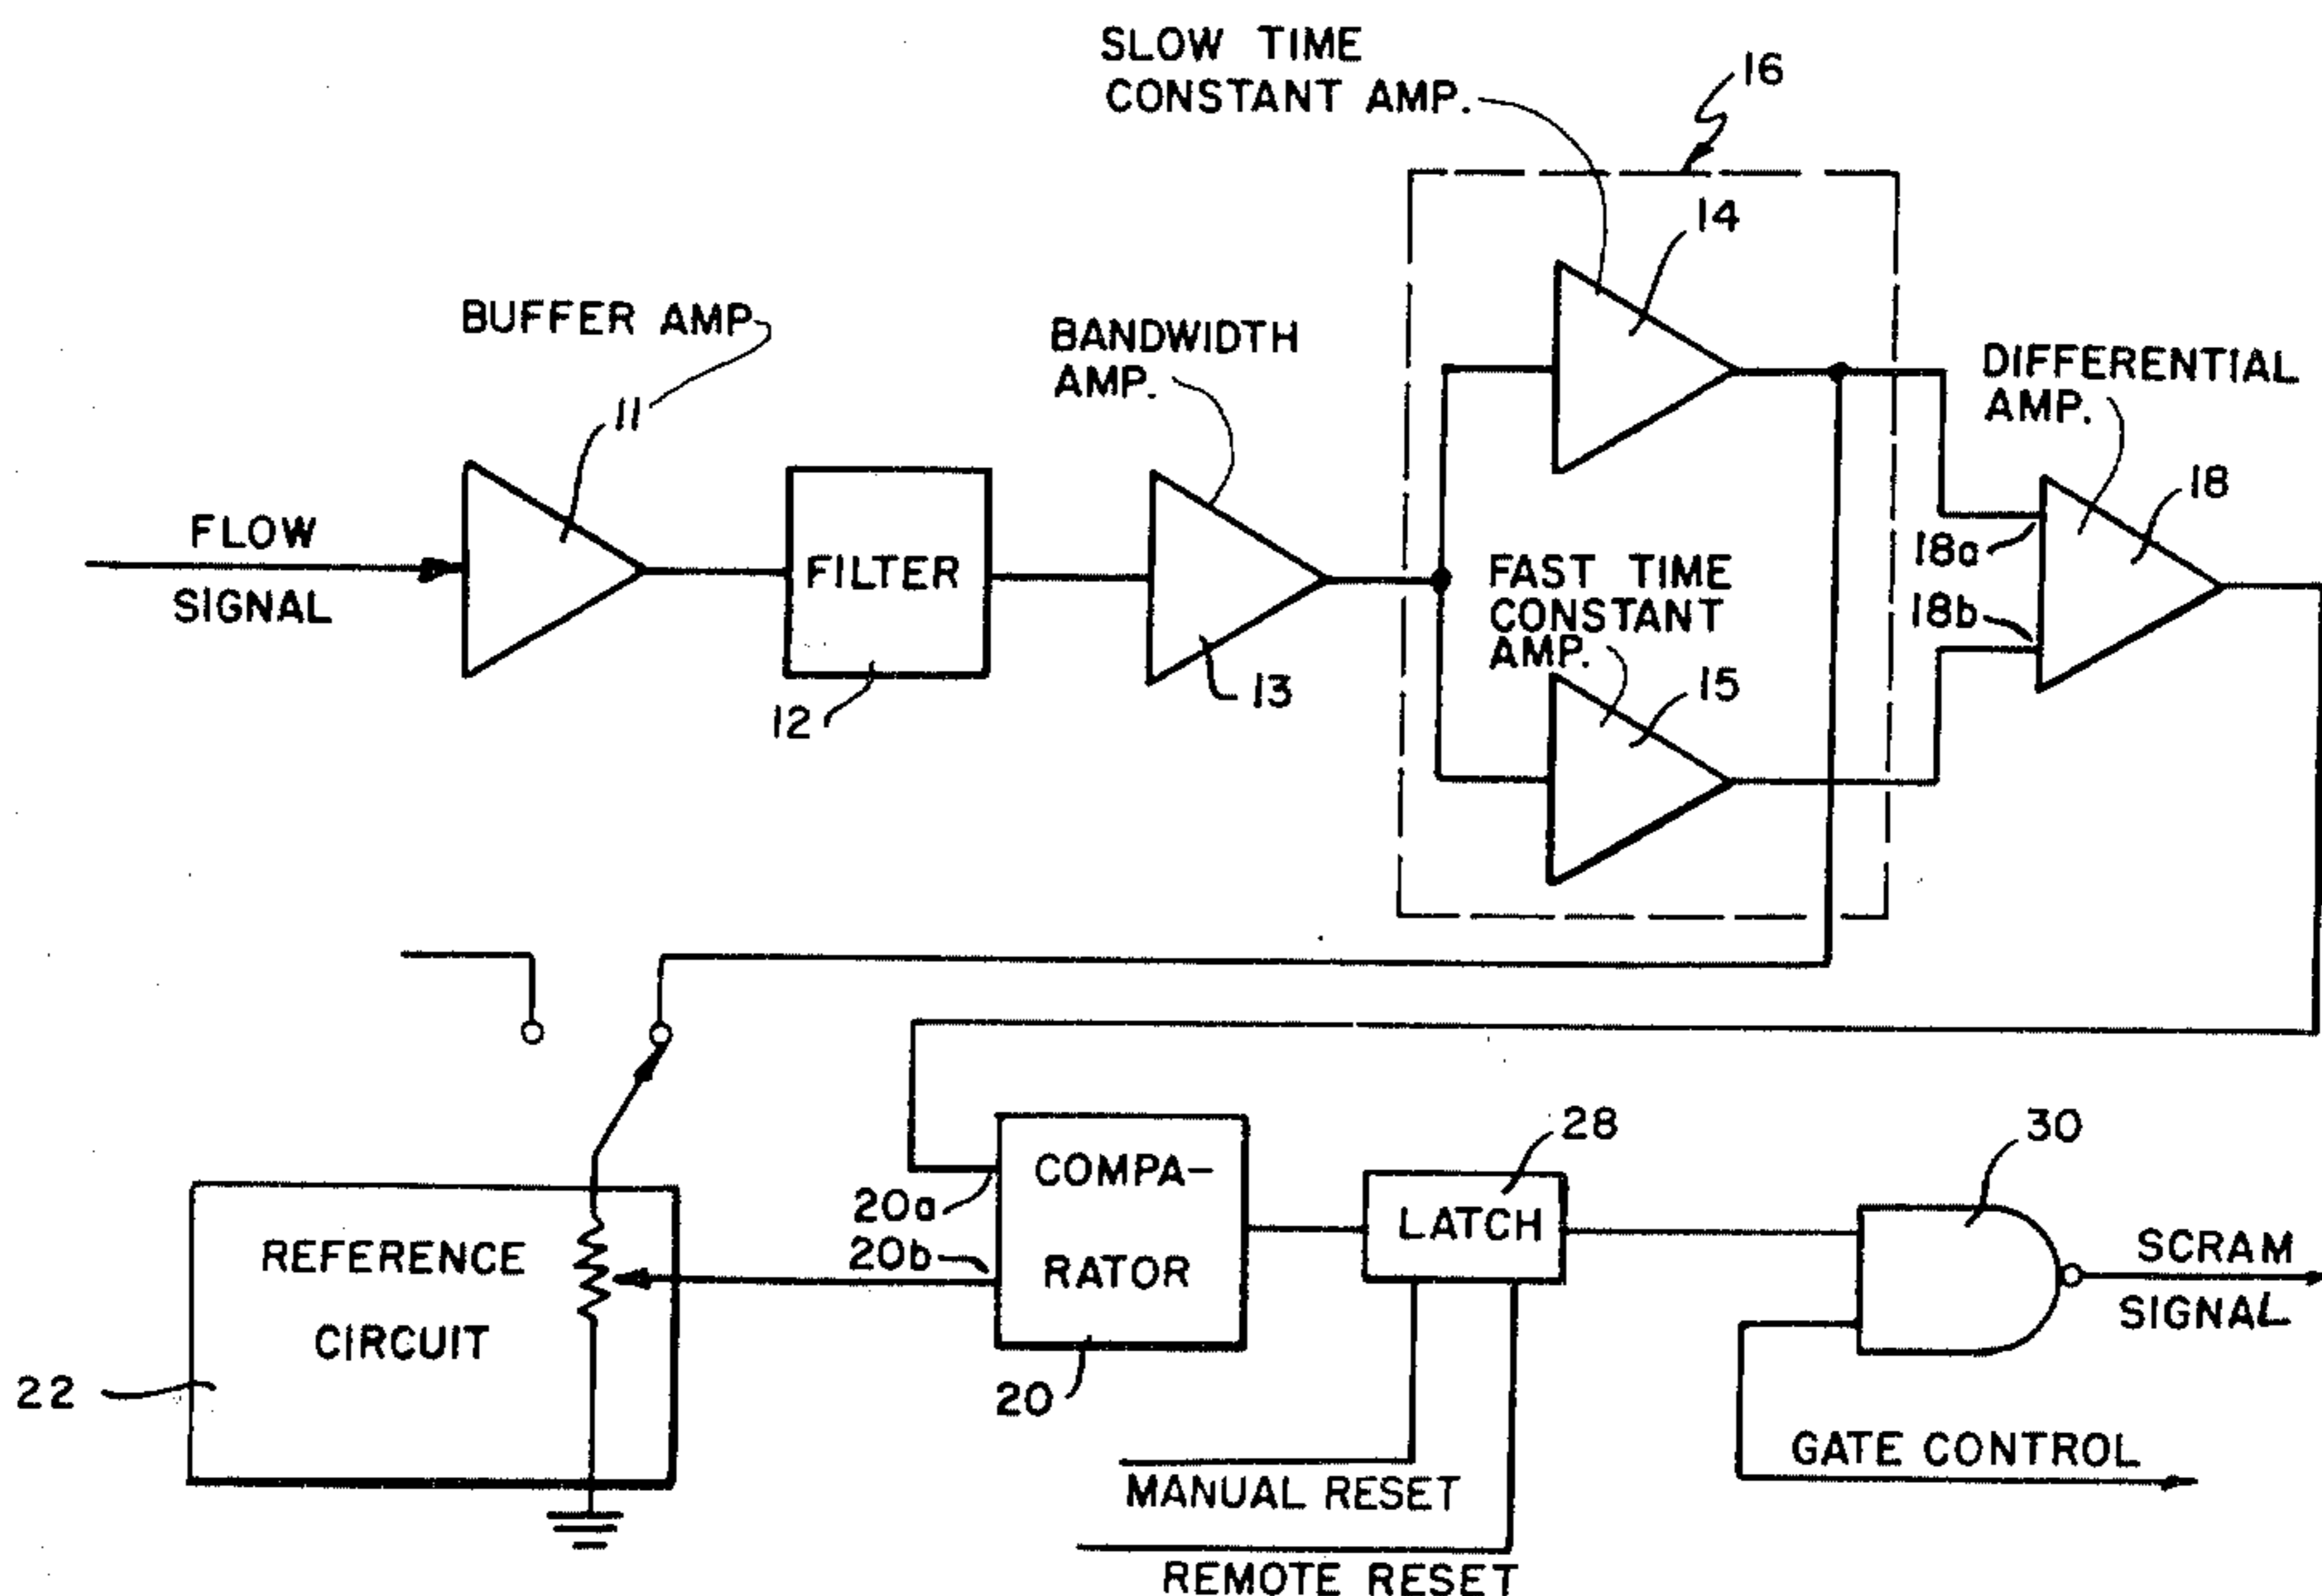 SLOW TIME
CONSTANT AMP.
16
14
BUFFER AMP.
11
BANDWIDTH
AMP.
DIFFERENTIAL
AMP.
18
FLOW
SIGNAL
FILTER
12
13
FAST TIME
CONSTANT
AMP.
15
18a
18b
REFERENCE
CIRCUIT
22
COMPA-
RATOR
20a
20b
20
28
LATCH
30
SCRAM
SIGNAL
GATE CONTROL
MANUAL RESET
REMOTE RESET